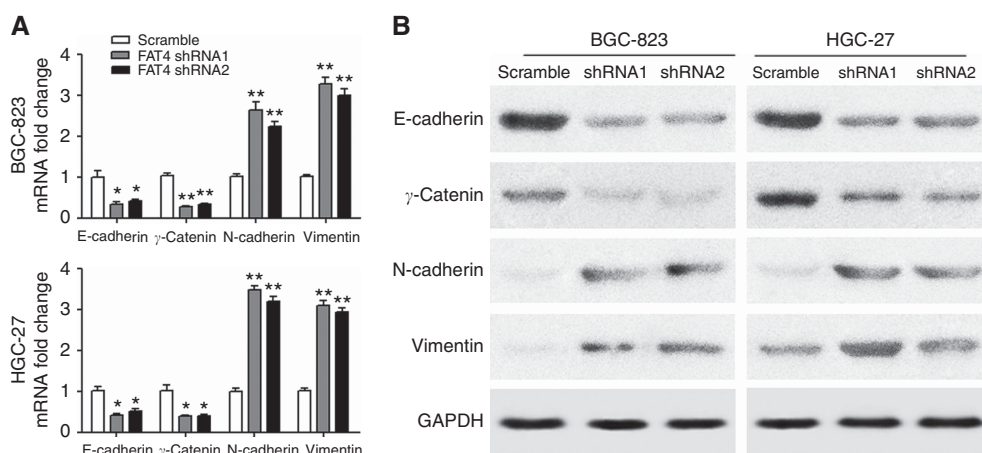 A
Scramble
FAT4 shRNA1
FAT4 shRNA2
BGC-823
mRNA fold change
4
3
2
1
0
* * ** ** ** ** ** **
E-cadherin γ-Catenin N-cadherin Vimentin
HGC-27
mRNA fold change
4
3
2
1
0
* * * * ** ** ** **
E-cadherin γ-Catenin N-cadherin Vimentin
B
BGC-823 HGC-27
Scramble shRNA1 shRNA2 Scramble shRNA1 shRNA2
E-cadherin
γ-Catenin
N-cadherin
Vimentin
GAPDH